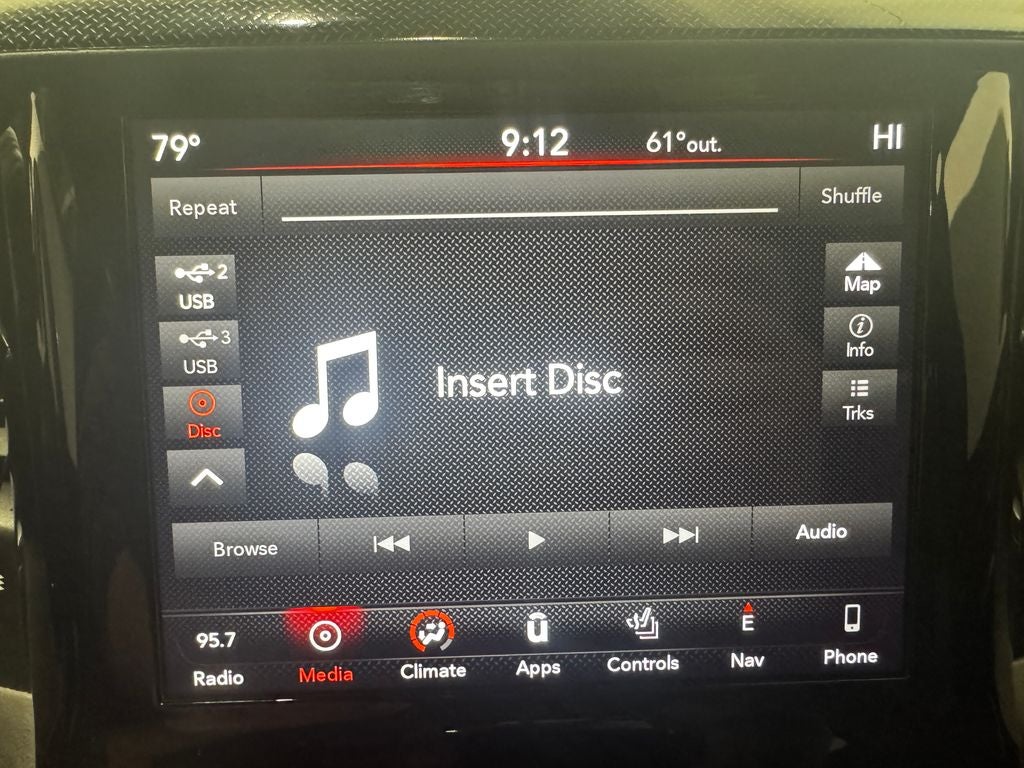 79° 9:12 61°out. HI
Repeat Shuffle
2
USB
Map
3
USB
Info
Insert Disc
Disc
Trks
Browse Audio
95.7 E
Radio Media Climate Apps Controls Nav Phone